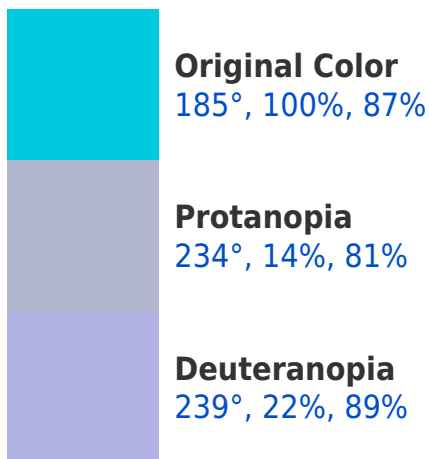 Original Color
185°, 100%, 87%
Protanopia
234°, 14%, 81%
Deuteranopia
239°, 22%, 89%